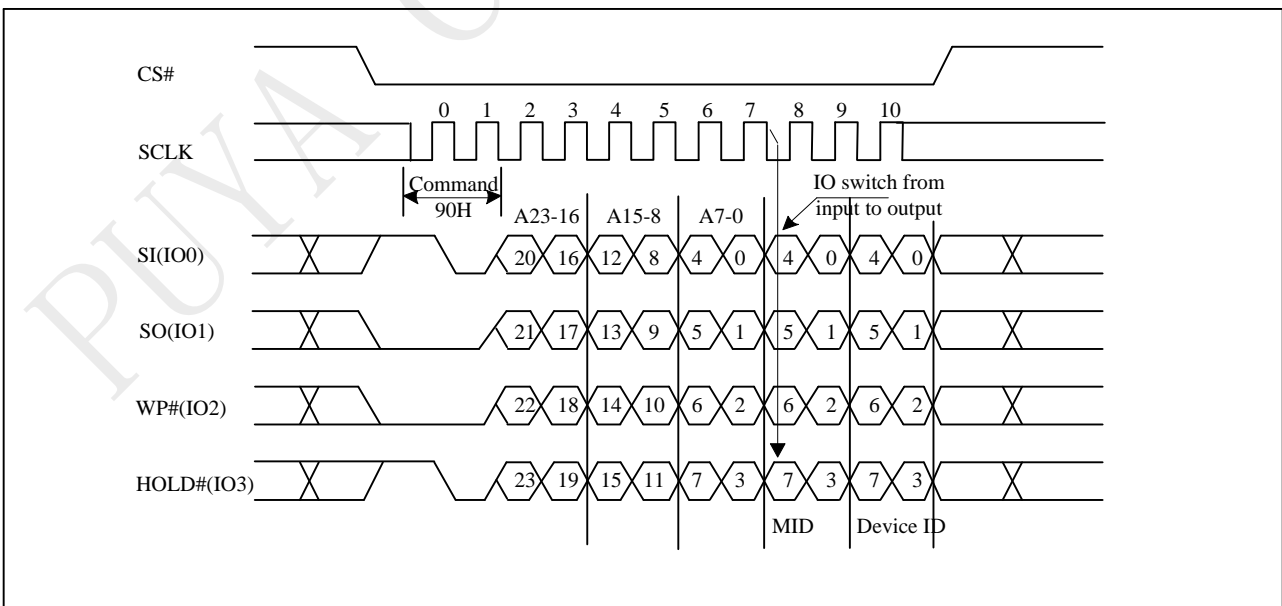 PUYA
CS#
0 1 2 3 4 5 6 7 8 9 10
SCLK
Command
90H
IO switch from
input to output
A23-16 A15-8 A7-0
SI(IO0)
20 16 12 8 4 0 4 0 4 0
SO(IO1)
21 17 13 9 5 1 5 1 5 1
WP#(IO2)
22 18 14 10 6 2 6 2 6 2
HOLD#(IO3)
23 19 15 11 7 3 7 3 7 3
MID Device ID